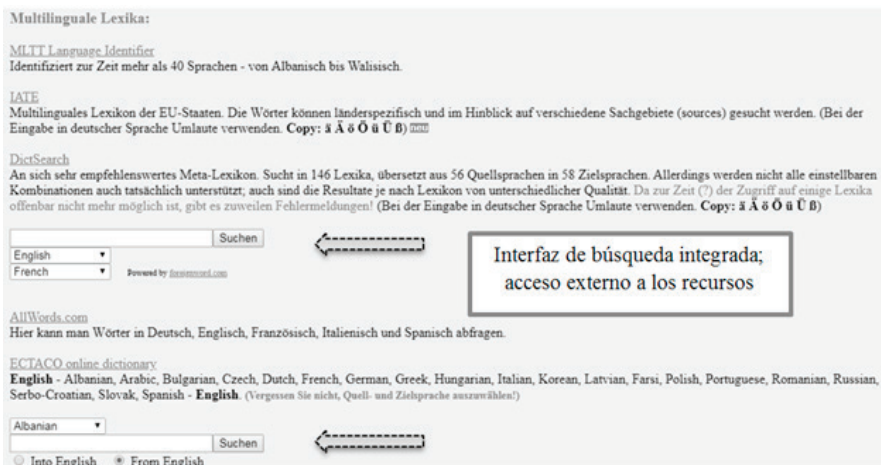 Multilinguale Lexika:
MLTT Language Identifier
Identifiziert zur Zeit mehr als 40 Sprachen - von Albanisch bis Walisisch.
IATE
Multilinguales Lexikon der EU-Staaten. Die Wörter können länderspezifisch und im Hinblick auf verschiedene Sachgebiete (sources) gesucht werden. (Bei der
Eingabe in deutscher Sprache Umlaute verwenden. Copy: ä Ä ö Ö ü Ü ß)
DictSearch
An sich sehr empfehlenswertes Meta-Lexikon. Sucht in 146 Lexika, übersetzt aus 56 Quellsprachen in 58 Zielsprachen. Allerdings werden nicht alle einstellbaren
Kombinationen auch tatsächlich unterstützt; auch sind die Resultate je nach Lexikon von unterschiedlicher Qualität. Da zur Zeit (?) der Zugriff auf einige Lexika
offenbar nicht mehr möglich ist, gibt es zuweilen Fehlermeldungen! (Bei der Eingabe in deutscher Sprache Umlaute verwenden. Copy: ä Ä ö Ö ü Ü ß)
Suchen
English
French
Powered by foreignword.com
Interfaz de búsqueda integrada;
acceso externo a los recursos
AllWords.com
Hier kann man Wörter in Deutsch, Englisch, Französisch, Italienisch und Spanisch abfragen.
ECTACO online dictionary
English - Albanian, Arabic, Bulgarian, Czech, Dutch, French, German, Greek, Hungarian, Italian, Korean, Latvian, Farsi, Polish, Portuguese, Romanian, Russian,
Serbo-Croatian, Slovak, Spanish - English. (Vergessen Sie nicht, Quell- und Zielsprache auszuwählen!)
Albanian
Suchen
Into English From English